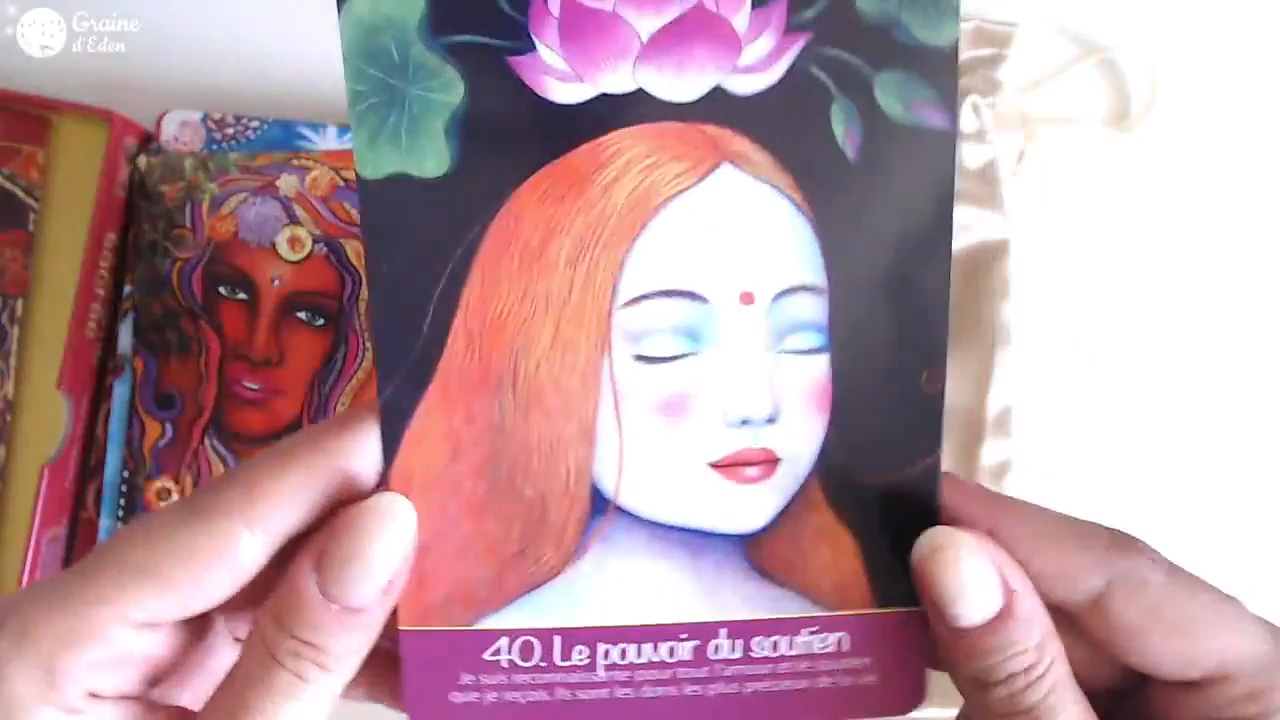 Graine
d'Eden
40. Le pouvoir du soutien
Je suis reconnaissante pour tout l'amour et le soutien
que je reçois. Ils sont les dons les plus précieux de la vie.